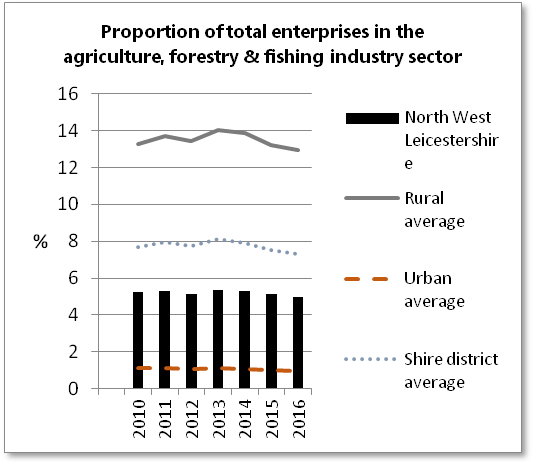 Proportion of total enterprises in the
agriculture, forestry & fishing industry sector
16
14
12
10
8
6
4
2
0
%
2010
2011
2012
2013
2014
2015
2016
North West
Leicestershir
e
Rural
average
Urban
average
Shire district
average